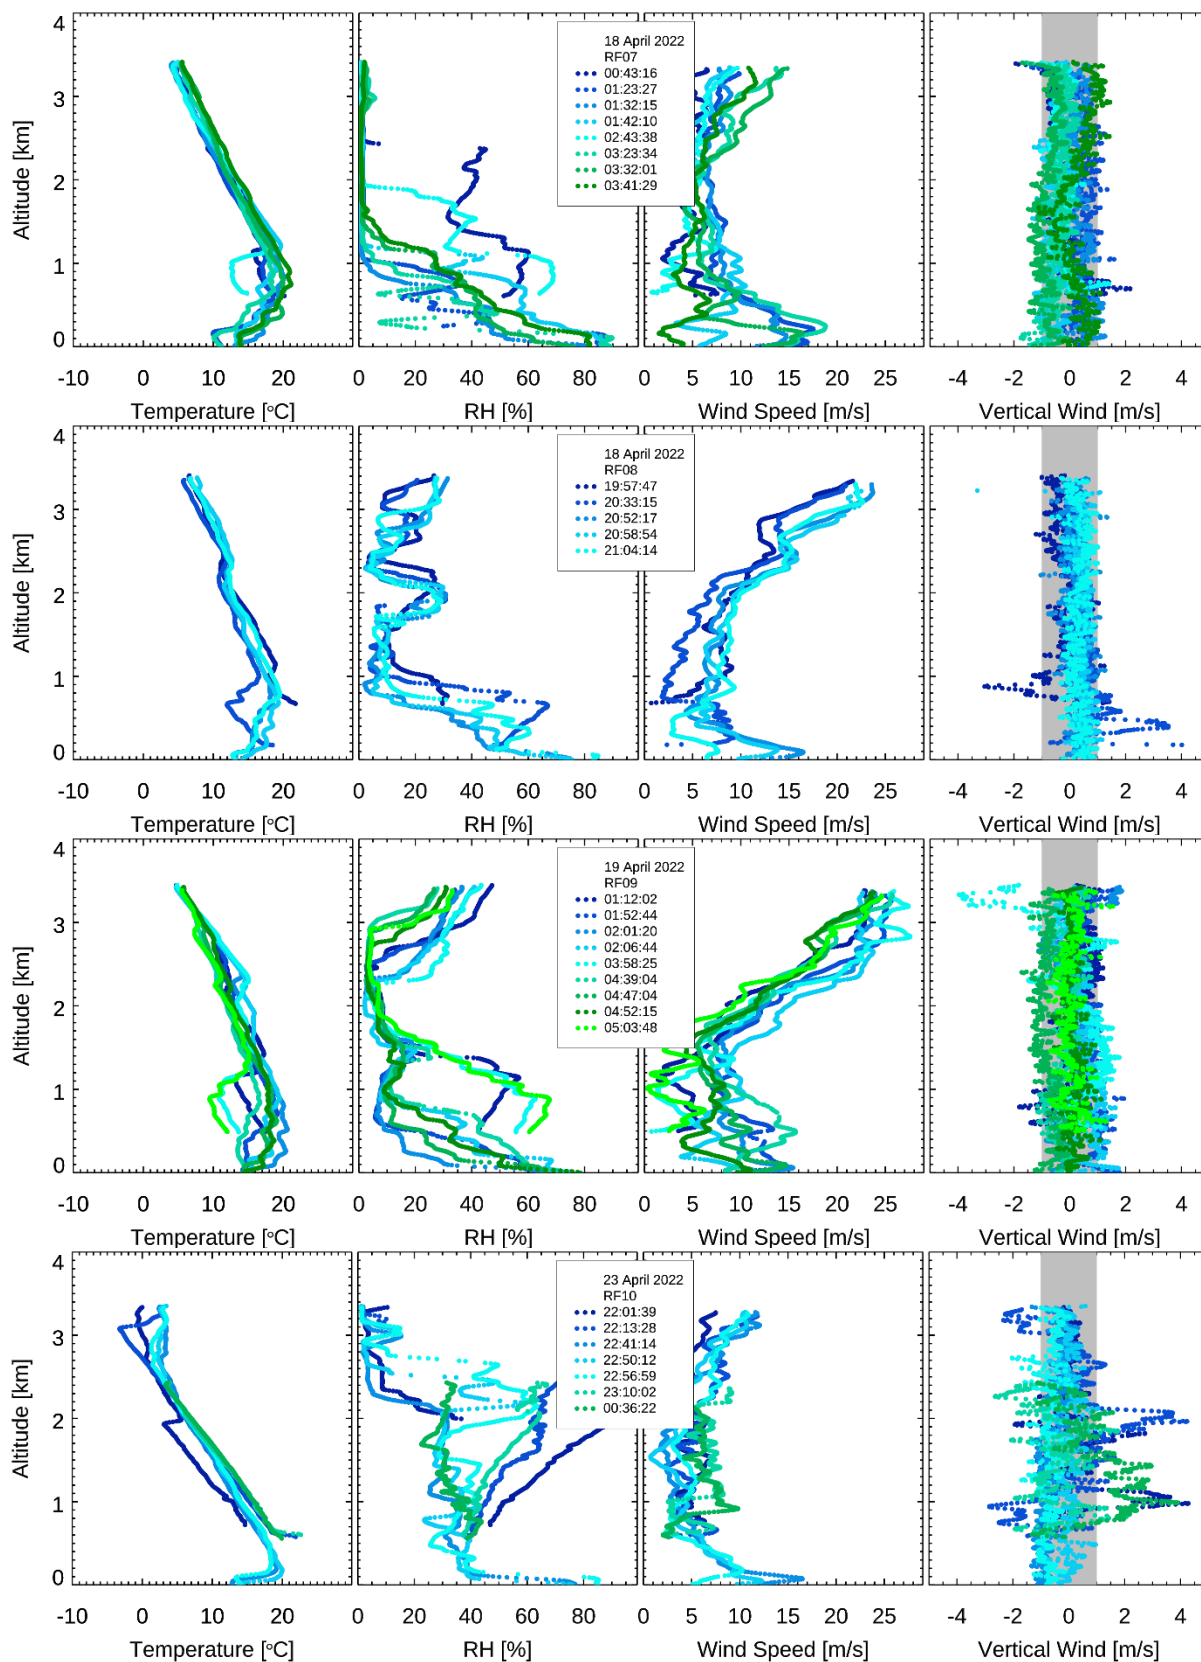 4
3
2
1
0
Altitude [km]
18 April 2022
RF07
00:43:16
01:23:27
01:32:15
01:42:10
02:43:38
03:23:34
03:32:01
03:41:29
-10 0 10 20 0 20 40 60 80 0 5 10 15 20 25 -4 -2 0 2 4
Temperature [°C] RH [%] Wind Speed [m/s] Vertical Wind [m/s]
4
3
2
1
0
Altitude [km]
18 April 2022
RF08
19:57:47
20:33:15
20:52:17
20:58:54
21:04:14
-10 0 10 20 0 20 40 60 80 0 5 10 15 20 25 -4 -2 0 2 4
Temperature [°C] RH [%] Wind Speed [m/s] Vertical Wind [m/s]
4
3
2
1
0
Altitude [km]
19 April 2022
RF09
01:12:02
01:52:44
02:01:20
02:06:44
03:58:25
04:39:04
04:47:04
04:52:15
05:03:48
-10 0 10 20 0 20 40 60 80 0 5 10 15 20 25 -4 -2 0 2 4
Temperature [°C] RH [%] Wind Speed [m/s] Vertical Wind [m/s]
4
3
2
1
0
Altitude [km]
23 April 2022
RF10
22:01:39
22:13:28
22:41:14
22:50:12
22:56:59
23:10:02
00:36:22
-10 0 10 20 0 20 40 60 80 0 5 10 15 20 25 -4 -2 0 2 4
Temperature [°C] RH [%] Wind Speed [m/s] Vertical Wind [m/s]